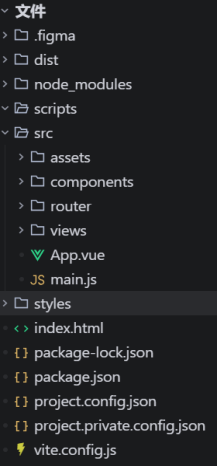 文件
.figma
dist
node_modules
scripts
src
assets
components
router
views
App.vue
JS main.js
styles
<> index.html
{} package-lock.json
{} package.json
{} project.config.json
{} project.private.config.json
vite.config.js